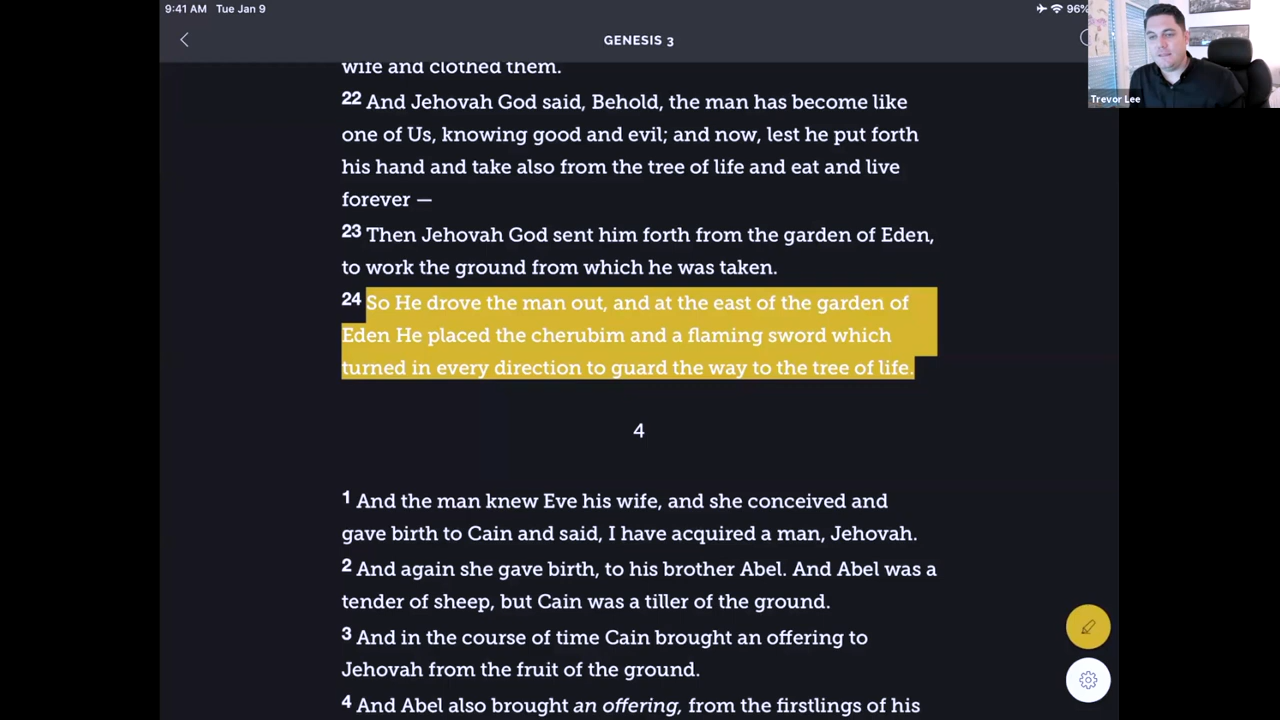 9:41 AM Tue Jan 9
96%
GENESIS 3
Trevor Lee
wife and clothed them.
22 And Jehovah God said, Behold, the man has become like
one of Us, knowing good and evil; and now, lest he put forth
his hand and take also from the tree of life and eat and live
forever —
23 Then Jehovah God sent him forth from the garden of Eden,
to work the ground from which he was taken.
24 So He drove the man out, and at the east of the garden of
Eden He placed the cherubim and a flaming sword which
turned in every direction to guard the way to the tree of life.
4
1 And the man knew Eve his wife, and she conceived and
gave birth to Cain and said, I have acquired a man, Jehovah.
2 And again she gave birth, to his brother Abel. And Abel was a
tender of sheep, but Cain was a tiller of the ground.
3 And in the course of time Cain brought an offering to
Jehovah from the fruit of the ground.
4 And Abel also brought an offering, from the firstlings of his